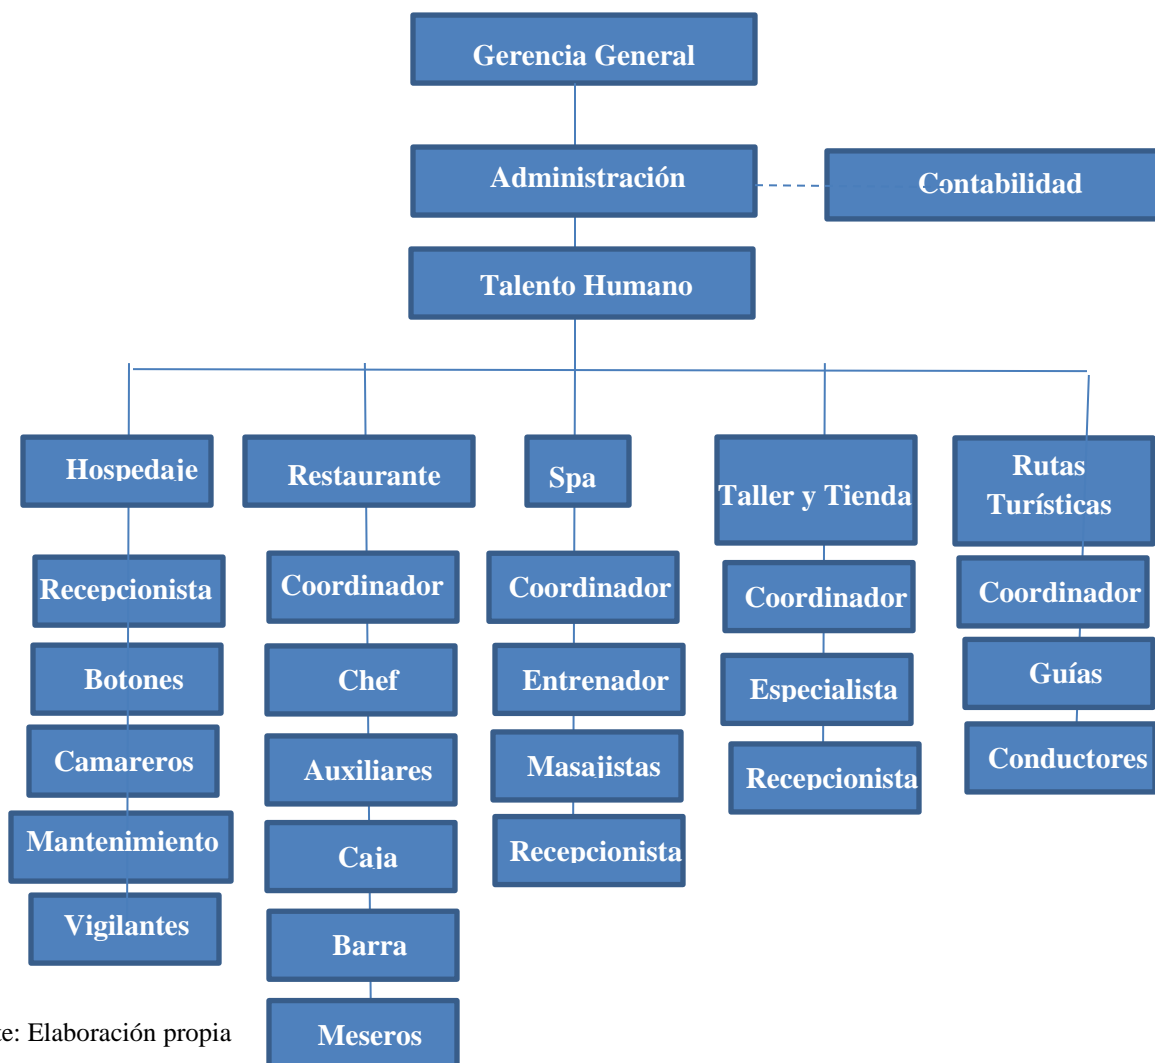 Gerencia General
Administración
Contabilidad
Talento Humano
Hospedaje
Restaurante
Spa
Taller y Tienda
Rutas
Turísticas
Recepcionista
Botones
Camareros
Mantenimiento
Vigilantes
Coordinador
Chef
Auxiliares
Caja
Barra
Meseros
Coordinador
Entrenador
Masajistas
Recepcionista
Coordinador
Especialista
Recepcionista
Coordinador
Guías
Conductores
te: Elaboración propia